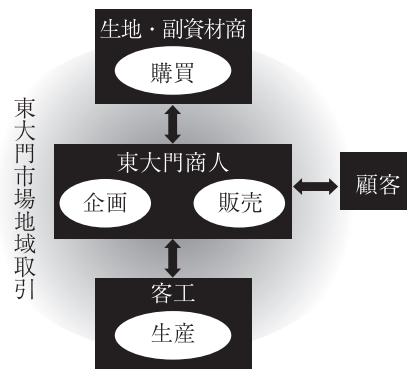 生地・副資材商
購買
東大門市場地域取引
東大門商人
企画
販売
顧客
客工
生産